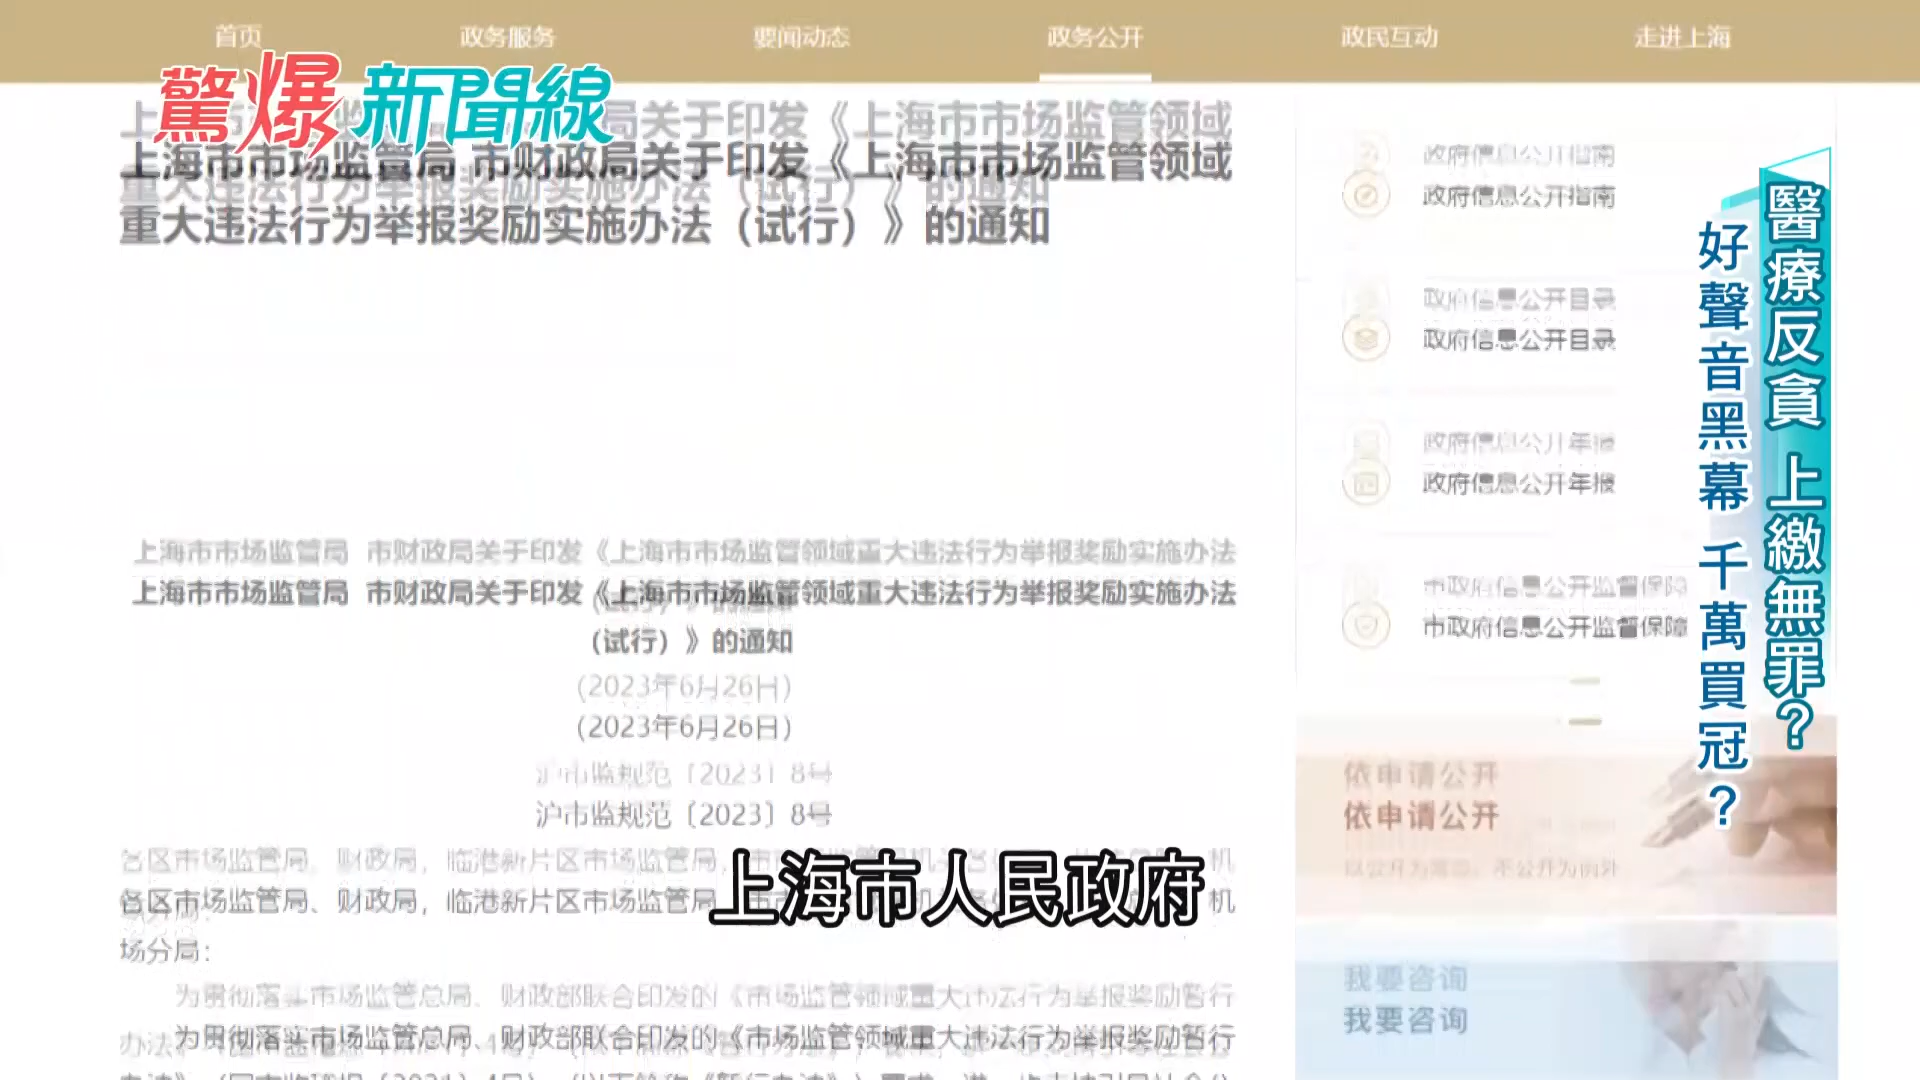 首页
政务服务
要闻动态
政务公开
政民互动
走进上海
驚爆新聞線
上海市市场监管局 市财政局关于印发《上海市市场监管领域
重大违法行为举报奖励实施办法（试行）》的通知
上海市市场监管局 市财政局关于印发《上海市市场监管领域重大违法行为举报奖励实施办法
（试行）》的通知
（2023年6月26日）
沪市监规范〔2023〕8号
各区市场监管局、财政局，临港新片区市场监管局
机
场分局：
为贯彻落实市场监管总局、财政部联合印发的《市场监管领域重大违法行为举报奖励暂行
政府信息公开指南
政府信息公开目录
政府信息公开年报
市政府信息公开监督保障
依申请公开
我要咨询
醫療反貪 上繳無罪？
好聲音黑幕 千萬買冠？
上海市人民政府